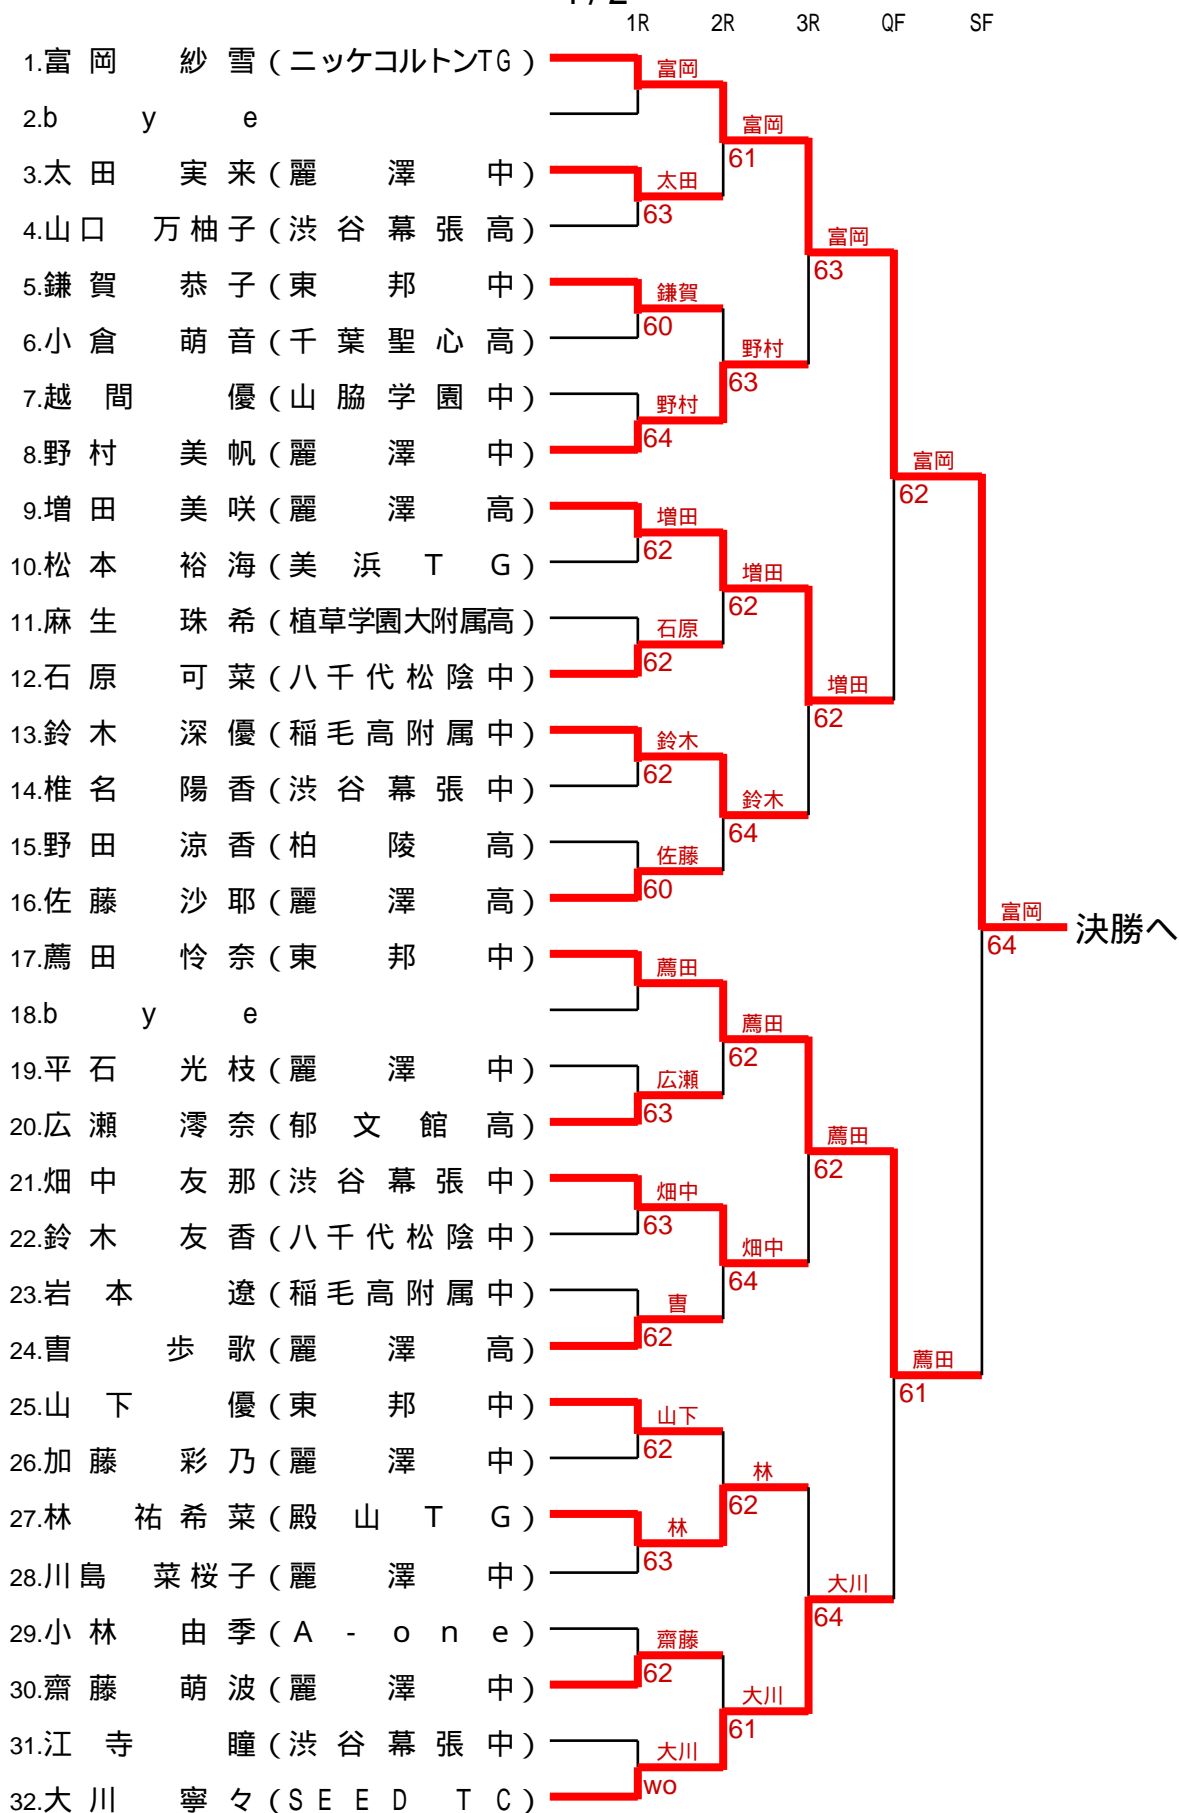 1R 2R 3R QF SF
1.富岡 紗雪(ニッケコルトンTG)
富岡
2.bye
富岡
61
3.太田 実来(麗澤中)
太田
63
4.山口 万柚子(渋谷幕張高)
富岡
63
5.鎌賀 恭子(東邦中)
鎌賀
60
6.小倉 萌音(千葉聖心高)
野村
63
7.越間 優(山脇学園中)
野村
64
8.野村 美帆(麗澤中)
富岡
62
9.増田 美咲(麗澤高)
増田
62
10.松本 裕海(美浜TG)
増田
62
11.麻生 珠希(植草学園大附属高)
石原
62
12.石原 可菜(八千代松陰中)
増田
62
13.鈴木 深優(稲毛高附属中)
鈴木
62
14.椎名 陽香(渋谷幕張中)
鈴木
64
15.野田 涼香(柏陵高)
佐藤
60
16.佐藤 沙耶(麗澤高)
富岡
64
決勝へ
17.薦田 怜奈(東邦中)
薦田
18.bye
薦田
62
19.平石 光枝(麗澤中)
広瀬
63
20.広瀬 澪奈(郁文館高)
薦田
62
21.畑中 友那(渋谷幕張中)
畑中
63
22.鈴木 友香(八千代松陰中)
畑中
64
23.岩本 遼(稲毛高附属中)
曹
62
24.曹 歩歌(麗澤高)
薦田
61
25.山下 優(東邦中)
山下
62
26.加藤 彩乃(麗澤中)
林
62
27.林 祐希菜(殿山TG)
林
63
28.川島 菜桜子(麗澤中)
大川
64
29.小林 由季(A-one)
齋藤
62
30.齋藤 萌波(麗澤中)
大川
61
31.江寺 瞳(渋谷幕張中)
大川
wo
32.大川 寧々(SEED TC)